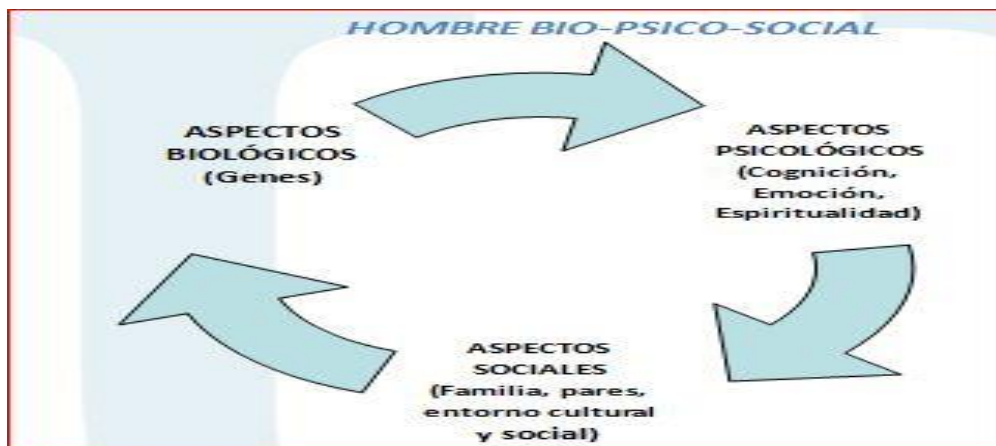 HOMBRE BIO-PSICO-SOCIAL
ASPECTOS
BIOLÓGICOS
(Genes)
ASPECTOS
PSICOLÓGICOS
(Cognición,
Emoción,
Espiritualidad)
ASPECTOS
SOCIALES
(Familia, pares,
entorno cultural
y social)